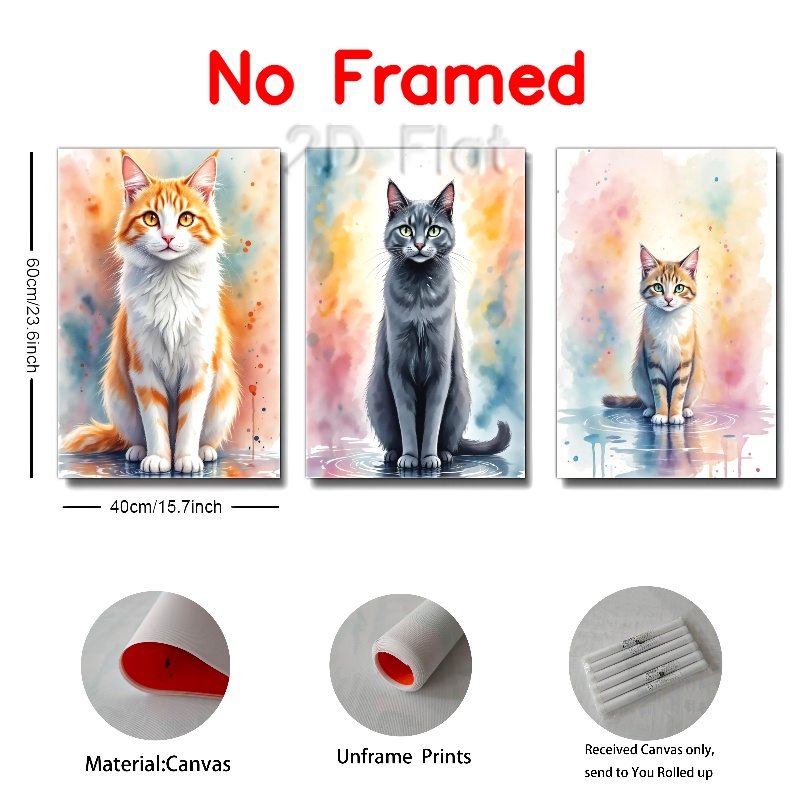 No Framed
2D Flat
60cm/23.6inch
40cm/15.7inch
Material:Canvas
Unframe Prints
Received Canvas only,
send to You Rolled up